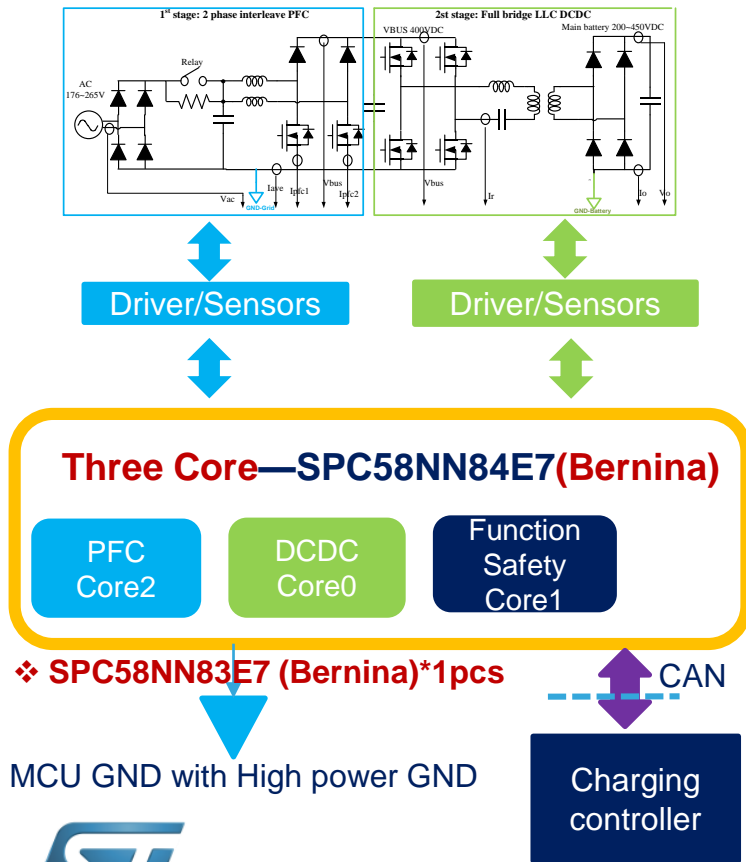 1st stage: 2 phase interleave PFC
2st stage: Full bridge LLC DCDC
VBUS 400VDC
Main battery 200~450VDC
Relay
AC
176~265V
Vac
Iave
GND-Grid
Ipfc1
Vbus
Ipfc2
Vbus
Ir
GND-Battery
Io
Vo
Driver/Sensors
Driver/Sensors
Three Core—SPC58NN84E7(Bernina)
PFC
Core2
DCDC
Core0
Function
Safety
Core1
❖ SPC58NN83E7 (Bernina)*1pcs
CAN
MCU GND with High power GND
Charging
controller